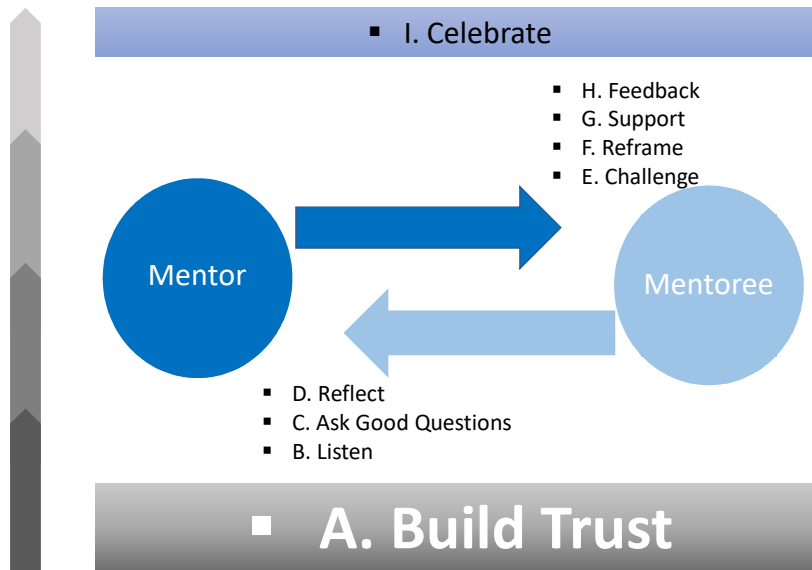 ▪ I. Celebrate
▪ H. Feedback
▪ G. Support
▪ F. Reframe
▪ E. Challenge
Mentor
Mentoree
▪ D. Reflect
▪ C. Ask Good Questions
▪ B. Listen
▪ A. Build Trust